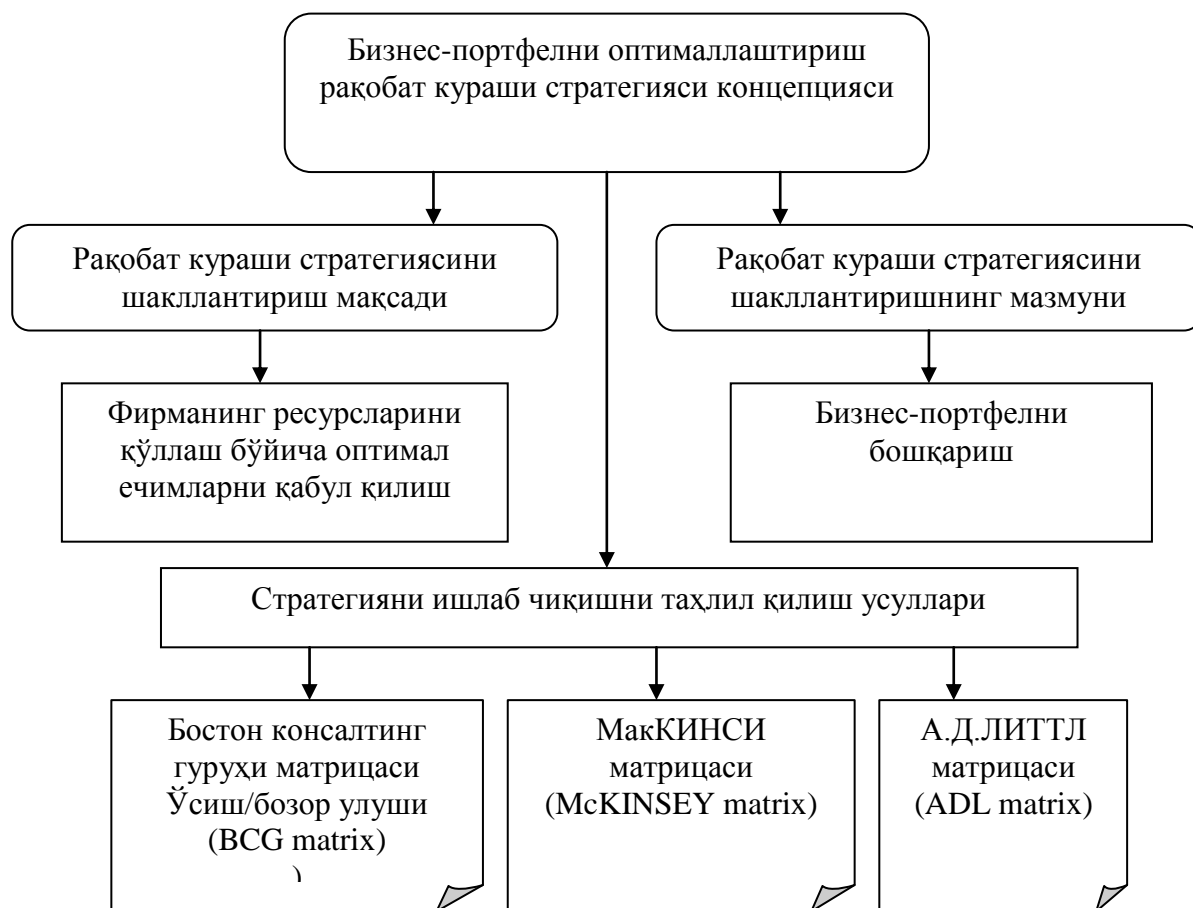 Бизнес-портфелни оптималлаштириш
рақобат кураши стратегияси концепцияси
Рақобат кураши стратегиясини
шакллантириш мақсади
Рақобат кураши стратегиясини
шакллантиришнинг мазмуни
Фирманинг ресурсларини
қўллаш бўйича оптимал
ечимларни қабул қилиш
Бизнес-портфелни
бошқариш
Стратегияни ишлаб чиқишни таҳлил қилиш усуллари
Бостон консалтинг
гуруҳи матрицаси
Ўсиш/бозор улуши
(BCG matrix)
)
МакКИНСИ
матрицаси
(McKINSEY matrix)
А.Д.ЛИТТЛ
матрицаси
(ADL matrix)